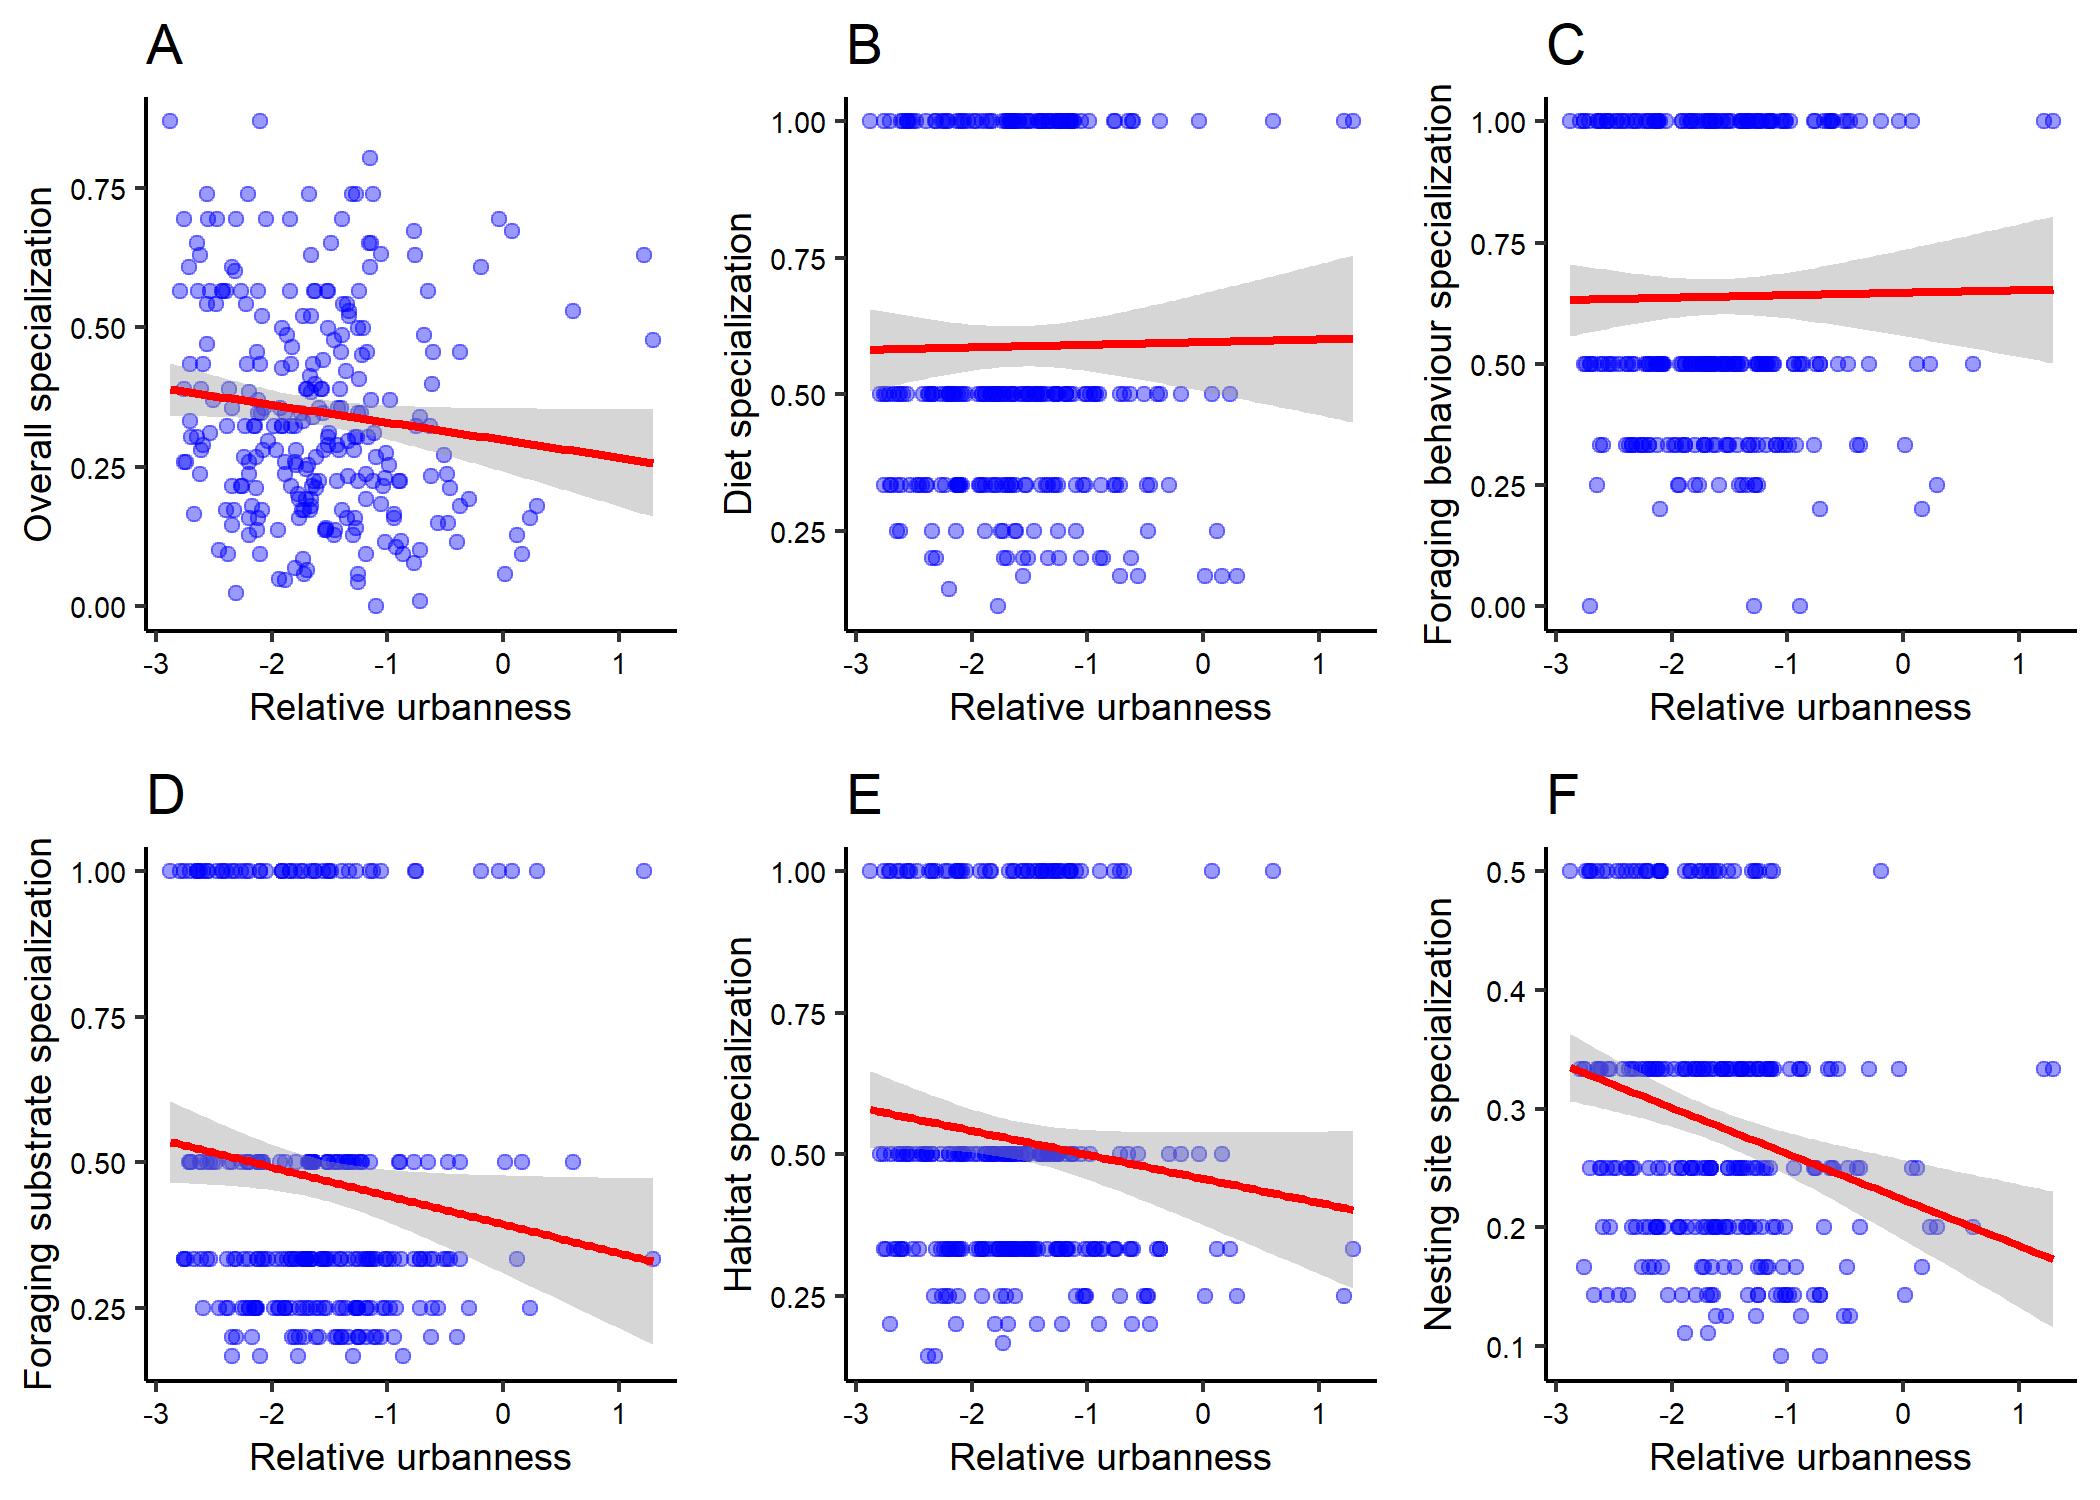 A
Overall specialization
0.75
0.50
0.25
0.00
-3 -2 -1 0 1
Relative urbanness
B
Diet specialization
1.00
0.75
0.50
0.25
-3 -2 -1 0 1
Relative urbanness
C
Foraging behaviour specialization
1.00
0.75
0.50
0.25
0.00
-3 -2 -1 0 1
Relative urbanness
D
Foraging substrate specialization
1.00
0.75
0.50
0.25
-3 -2 -1 0 1
Relative urbanness
E
Habitat specialization
1.00
0.75
0.50
0.25
-3 -2 -1 0 1
Relative urbanness
F
Nesting site specialization
0.5
0.4
0.3
0.2
0.1
-3 -2 -1 0 1
Relative urbanness